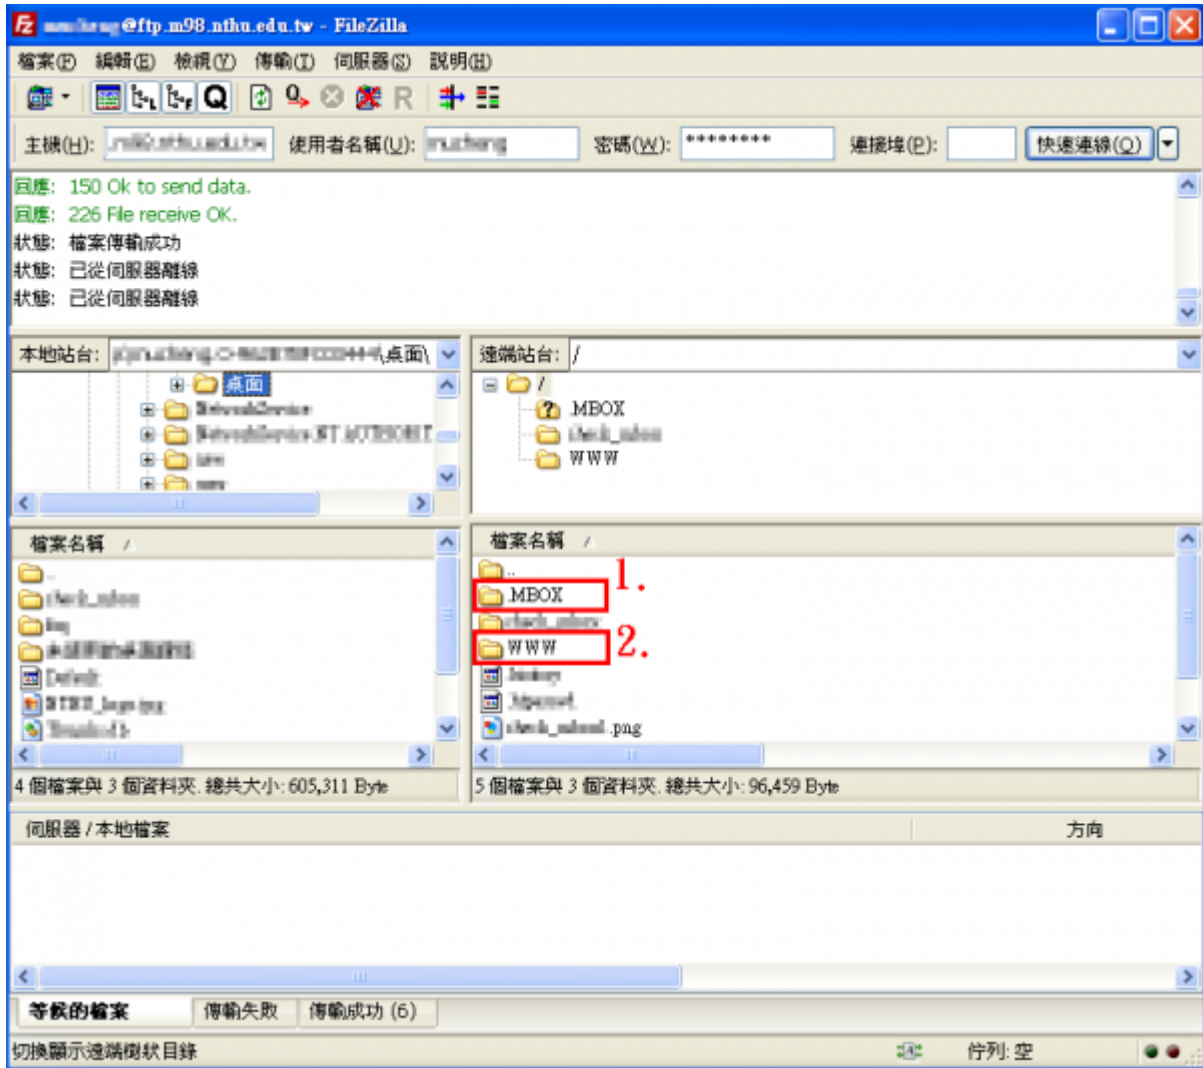 @ftp.m98.nthu.edu.tw - FileZilla
檔案(F) 編輯(E) 檢視(V) 傳輸(T) 伺服器(S) 說明(H)
主機(H): 使用者名稱(U): 密碼(W): ******** 連接埠(P): 快速連線(Q)
回應: 150 Ok to send data.
回應: 226 File receive OK.
狀態: 檔案傳輸成功
狀態: 已從伺服器離線
狀態: 已從伺服器離線
本地站台: \桌面\
桌面
遠端站台: /
/
.MBOX
WWW
檔案名稱 /
..
4 個檔案與 3 個資料夾. 總共大小: 605,311 Byte
檔案名稱 /
..
.MBOX 1.
WWW 2.
.png
5 個檔案與 3 個資料夾. 總共大小: 96,459 Byte
伺服器 / 本地檔案 方向
等候的檔案 傳輸失敗 傳輸成功 (6)
切換顯示遠端樹狀目錄 佇列: 空